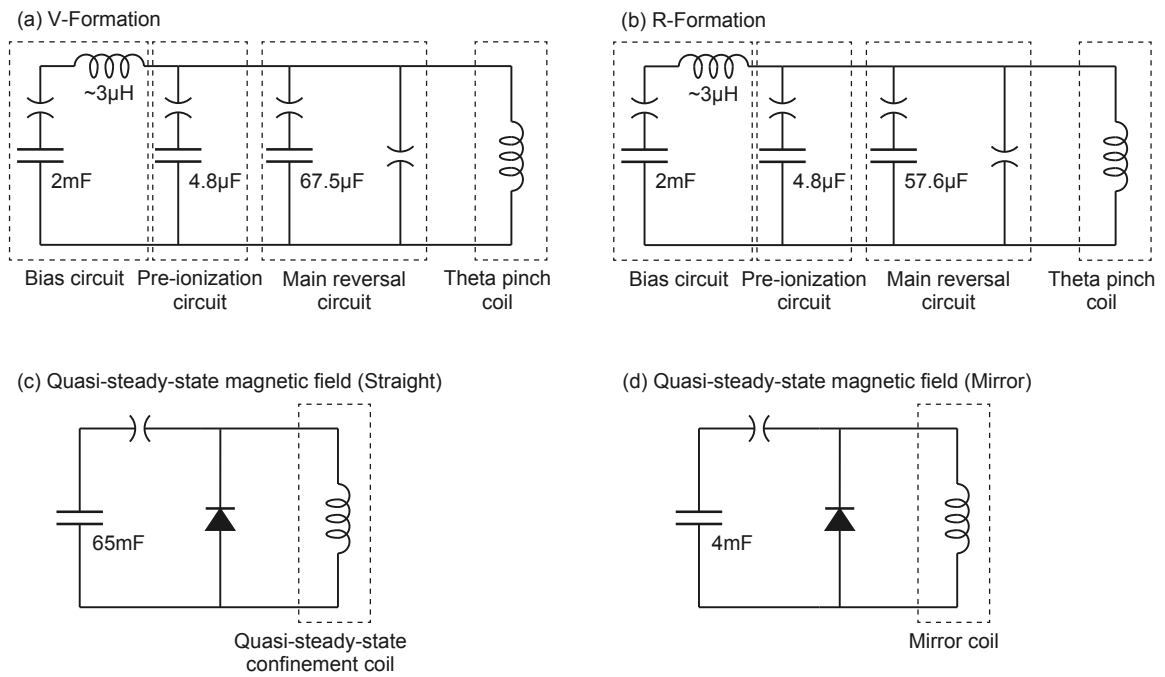 (a) V-Formation
~3μH
2mF
4.8μF
67.5μF
Bias circuit
Pre-ionization
circuit
Main reversal
circuit
Theta pinch
coil
(b) R-Formation
~3μH
2mF
4.8μF
57.6μF
Bias circuit
Pre-ionization
circuit
Main reversal
circuit
Theta pinch
coil
(c) Quasi-steady-state magnetic field (Straight)
65mF
Quasi-steady-state
confinement coil
(d) Quasi-steady-state magnetic field (Mirror)
4mF
Mirror coil